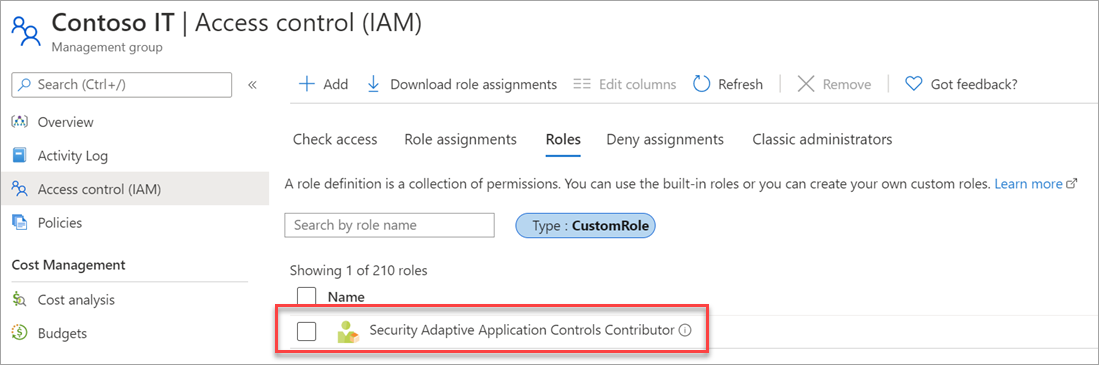 Contoso IT | Access control (IAM)
Management group
Search (Ctrl+/)
«
Overview
Activity Log
Access control (IAM)
Policies
Cost Management
Cost analysis
Budgets
Add
Download role assignments
Edit columns
Refresh
Remove
Got feedback?
Check access
Role assignments
Roles
Deny assignments
Classic administrators
A role definition is a collection of permissions. You can use the built-in roles or you can create your own custom roles. Learn more
Search by role name
Type : CustomRole
Showing 1 of 210 roles
Name
Security Adaptive Application Controls Contributor